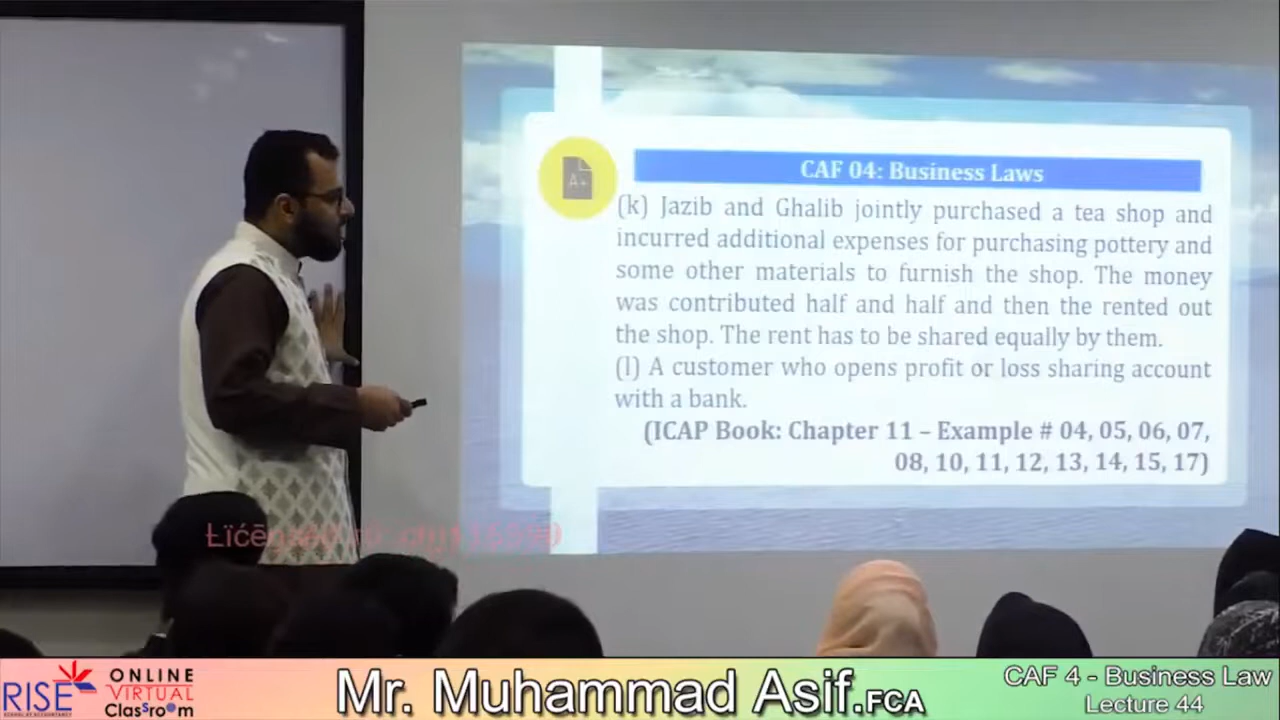 A+
CAF 04: Business Laws
(k) Jazib and Ghalib jointly purchased a tea shop and
incurred additional expenses for purchasing pottery and
some other materials to furnish the shop. The money
was contributed half and half and then the rented out
the shop. The rent has to be shared equally by them.
(l) A customer who opens profit or loss sharing account
with a bank.
(ICAP Book: Chapter 11 – Example # 04, 05, 06, 07,
08, 10, 11, 12, 13, 14, 15, 17)
RISE
SCHOOL OF ACCOUNTANCY
ONLINE
VIRTUAL
Classroom
Mr. Muhammad Asif.FCA
CAF 4 - Business Law
Lecture 44